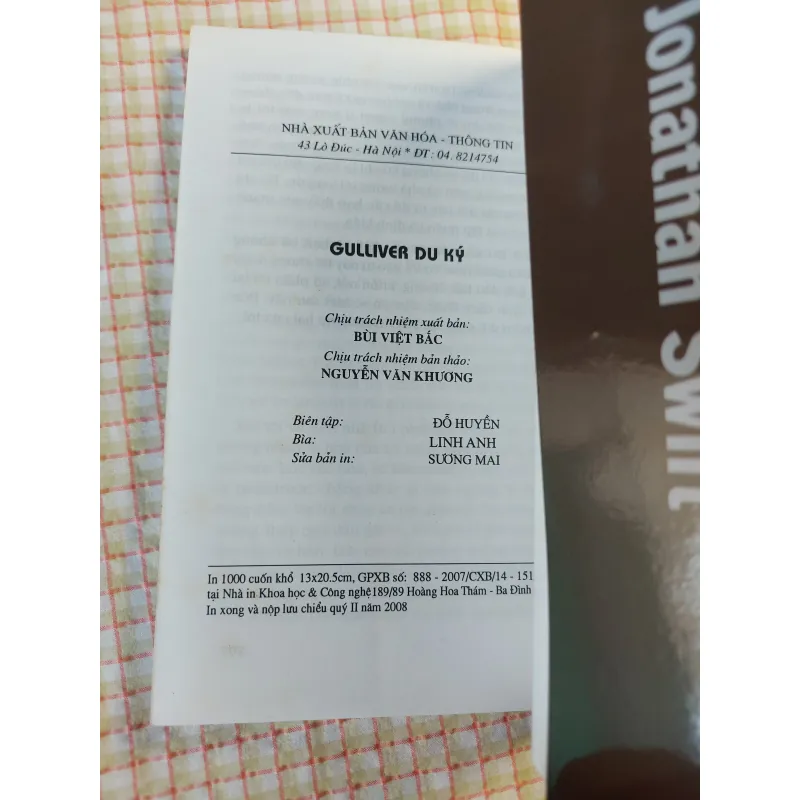 NHÀ XUẤT BẢN VĂN HÓA - THÔNG TIN
43 Lò Đúc - Hà Nội * ĐT : 04. 8214754
GULLIVER DU KÝ
Chịu trách nhiệm xuất bản:
BÙI VIỆT BẮC
Chịu trách nhiệm bản thảo:
NGUYỄN VĂN KHƯƠNG
Biên tập: ĐỖ HUYỀN
Bìa: LINH ANH
Sửa bản in: SƯƠNG MAI
In 1000 cuốn khổ 13x20.5cm, GPXB số: 888 - 2007/CXB/14 - 151
tại Nhà in Khoa học & Công nghệ189/89 Hoàng Hoa Thám - Ba Đình
In xong và nộp lưu chiểu quý II năm 2008
Jonathan Swift